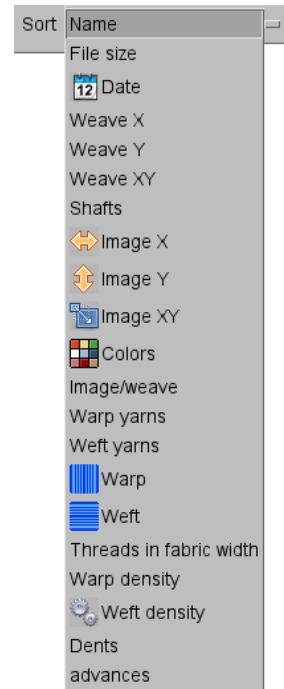 Sort Name
File size
12 Date
Weave X
Weave Y
Weave XY
Shafts
Image X
Image Y
Image XY
Colors
Image/weave
Warp yarns
Weft yarns
Warp
Weft
Threads in fabric width
Warp density
Weft density
Dents
advances